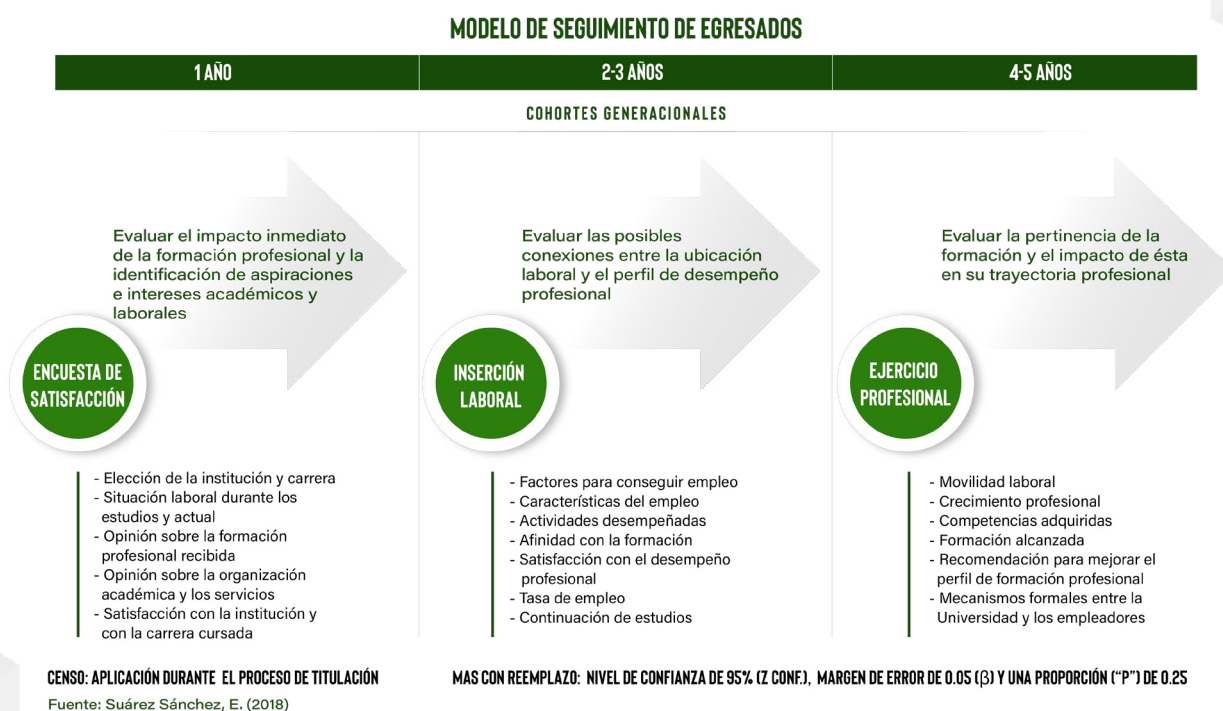 MODELO DE SEGUIMIENTO DE EGRESADOS
1 AÑO
2-3 AÑOS
4-5 AÑOS
COHORTES GENERACIONALES
Evaluar el impacto inmediato
de la formación profesional y la
identificación de aspiraciones
e intereses académicos y
laborales
ENCUESTA DE
SATISFACCIÓN
- Elección de la institución y carrera
- Situación laboral durante los
estudios y actual
- Opinión sobre la formación
profesional recibida
- Opinión sobre la organización
académica y los servicios
- Satisfacción con la institución y
con la carrera cursada
Evaluar las posibles
conexiones entre la ubicación
laboral y el perfil de desempeño
profesional
INSERCIÓN
LABORAL
- Factores para conseguir empleo
- Características del empleo
- Actividades desempeñadas
- Afinidad con la formación
- Satisfacción con el desempeño
profesional
- Tasa de empleo
- Continuación de estudios
Evaluar la pertinencia de la
formación y el impacto de ésta
en su trayectoria profesional
EJERCICIO
PROFESIONAL
- Movilidad laboral
- Crecimiento profesional
- Competencias adquiridas
- Formación alcanzada
- Recomendación para mejorar el
perfil de formación profesional
- Mecanismos formales entre la
Universidad y los empleadores
CENSO: APLICACIÓN DURANTE EL PROCESO DE TITULACIÓN
MAS CON REEMPLAZO: NIVEL DE CONFIANZA DE 95% (Z CONF.), MARGEN DE ERROR DE 0.05 (β) Y UNA PROPORCIÓN ("P") DE 0.25
Fuente: Suárez Sánchez, E. (2018)